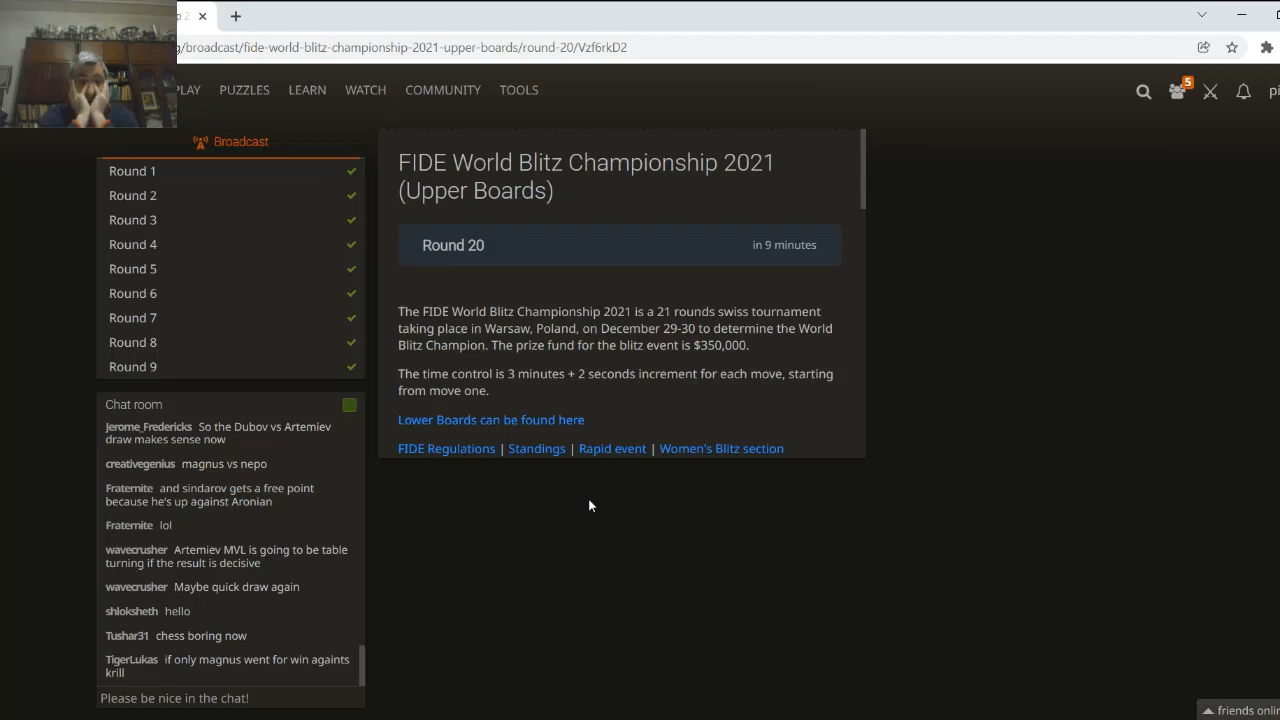 g/broadcast/fide-world-blitz-championship-2021-upper-boards/round-20/Vzf6rkD2
PLAY PUZZLES LEARN WATCH COMMUNITY TOOLS
5
Broadcast
Round 1
Round 2
Round 3
Round 4
Round 5
Round 6
Round 7
Round 8
Round 9
FIDE World Blitz Championship 2021
(Upper Boards)
Round 20 in 9 minutes
The FIDE World Blitz Championship 2021 is a 21 rounds swiss tournament
taking place in Warsaw, Poland, on December 29-30 to determine the World
Blitz Champion. The prize fund for the blitz event is $350,000.
The time control is 3 minutes + 2 seconds increment for each move, starting
from move one.
Lower Boards can be found here
FIDE Regulations | Standings | Rapid event | Women's Blitz section
Chat room
Jerome_Fredericks So the Dubov vs Artemiev
draw makes sense now
creativegenius magnus vs nepo
Fraternite and sindarov gets a free point
because he's up against Aronian
Fraternite lol
wavecrusher Artemiev MVL is going to be table
turning if the result is decisive
wavecrusher Maybe quick draw again
shloksheth hello
Tushar31 chess boring now
TigerLukas if only magnus went for win againts
krill
Please be nice in the chat!
friends onlin